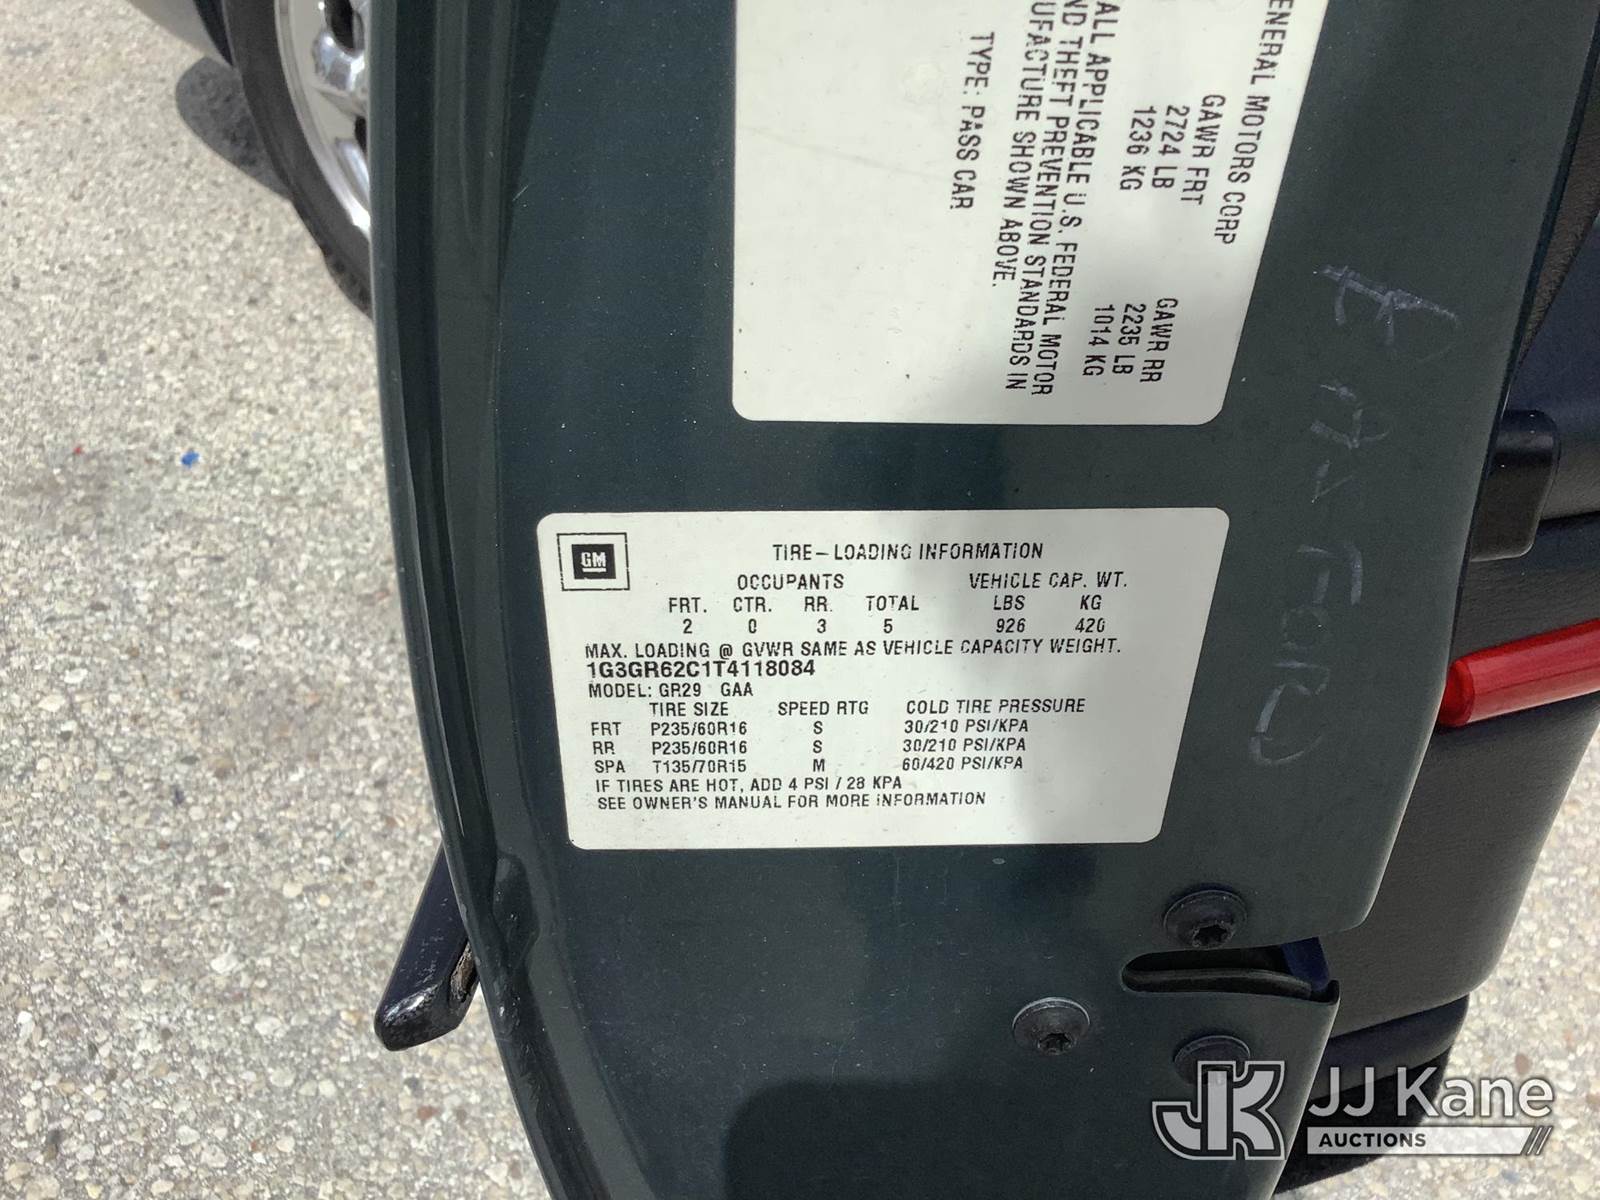 GENERAL MOTORS CORP
GAWR FRT GAWR RR
2724 LB 2235 LB
1236 KG 1014 KG
ALL APPLICABLE U.S. FEDERAL MOTOR
THEFT PREVENTION STANDARDS IN
SHOWN ABOVE.
TYPE: PASS CAR
GM
TIRE-LOADING INFORMATION
OCCUPANTS VEHICLE CAP. WT.
FRT. CTR. RR. TOTAL LBS KG
2 0 3 5 926 420
MAX. LOADING @ GVWR SAME AS VEHICLE CAPACITY WEIGHT.
1G3GR62C1T4118084
MODEL: GR29 GAA
TIRE SIZE SPEED RTG COLD TIRE PRESSURE
FRT P235/60R16 S 30/210 PSI/KPA
RR P235/60R16 S 30/210 PSI/KPA
SPA T135/70R15 M 60/420 PSI/KPA
IF TIRES ARE HOT, ADD 4 PSI / 28 KPA
SEE OWNER'S MANUAL FOR MORE INFORMATION
JK JJ Kane
AUCTIONS